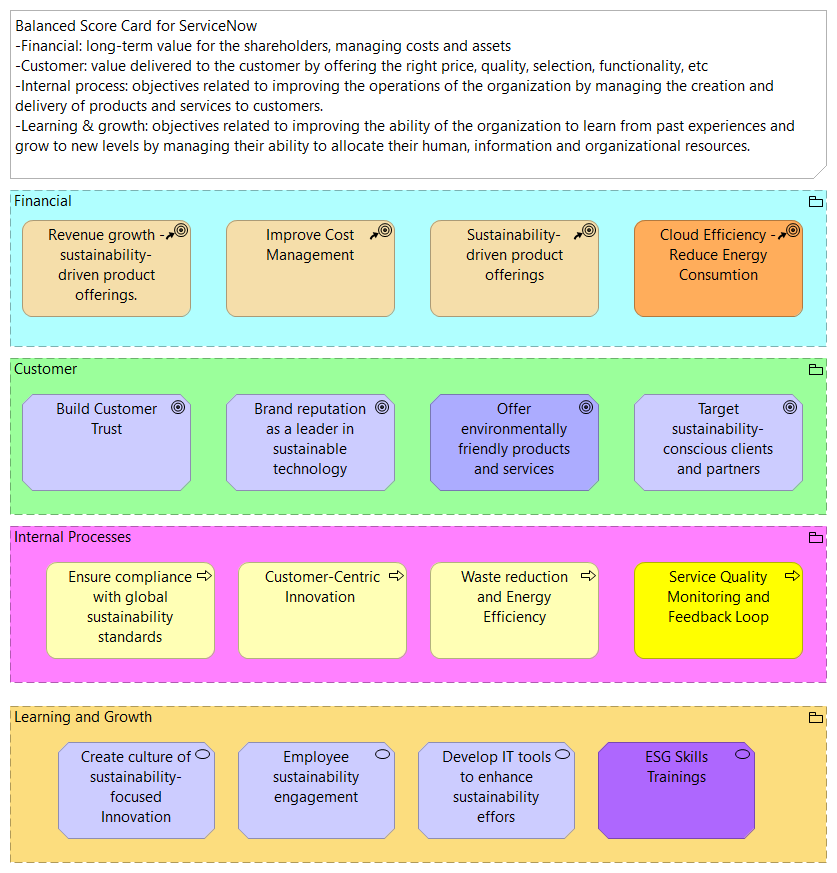 Balanced Score Card for ServiceNow
-Financial: long-term value for the shareholders, managing costs and assets
-Customer: value delivered to the customer by offering the right price, quality, selection, functionality, etc
-Internal process: objectives related to improving the operations of the organization by managing the creation and
delivery of products and services to customers.
-Learning & growth: objectives related to improving the ability of the organization to learn from past experiences and
grow to new levels by managing their ability to allocate their human, information and organizational resources.
Financial
Revenue growth -
sustainability-
driven product
offerings.
Improve Cost
Management
Sustainability-
driven product
offerings
Cloud Efficiency -
Reduce Energy
Consumtion
Customer
Build Customer
Trust
Brand reputation
as a leader in
sustainable
technology
Offer
environmentally
friendly products
and services
Target
sustainability-
conscious clients
and partners
Internal Processes
Ensure compliance
with global
sustainability
standards
Customer-Centric
Innovation
Waste reduction
and Energy
Efficiency
Service Quality
Monitoring and
Feedback Loop
Learning and Growth
Create culture of
sustainability-
focused
Innovation
Employee
sustainability
engagement
Develop IT tools
to enhance
sustainability
effors
ESG Skills
Trainings